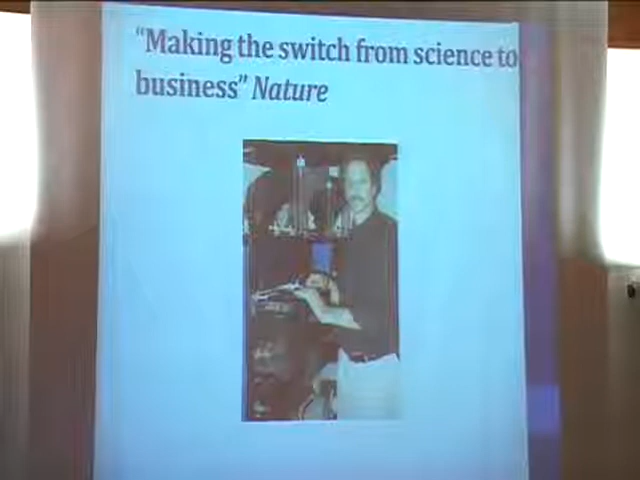 “Making the switch from science to
business” Nature